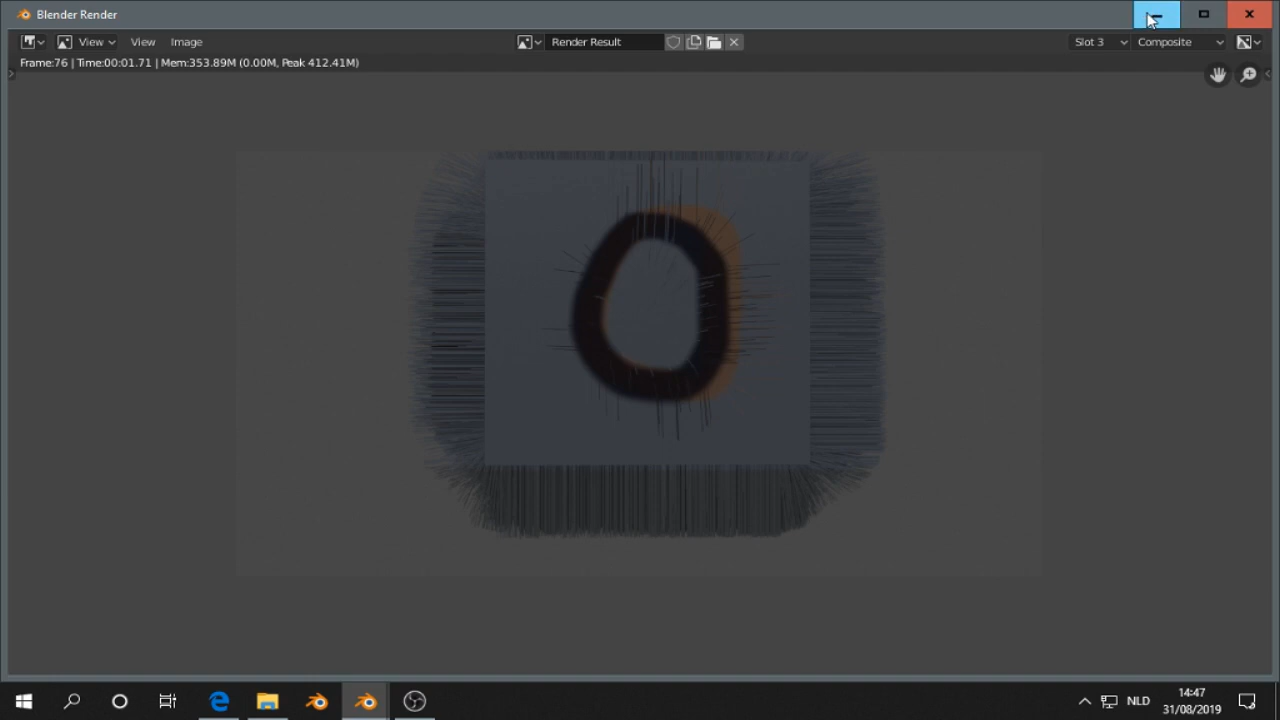 Blender Render
View View Image Render Result Slot 3 Composite
Frame:76 | Time:00:01.71 | Mem:353.89M (0.00M, Peak 412.41M)
NLD 14:47
31/08/2019